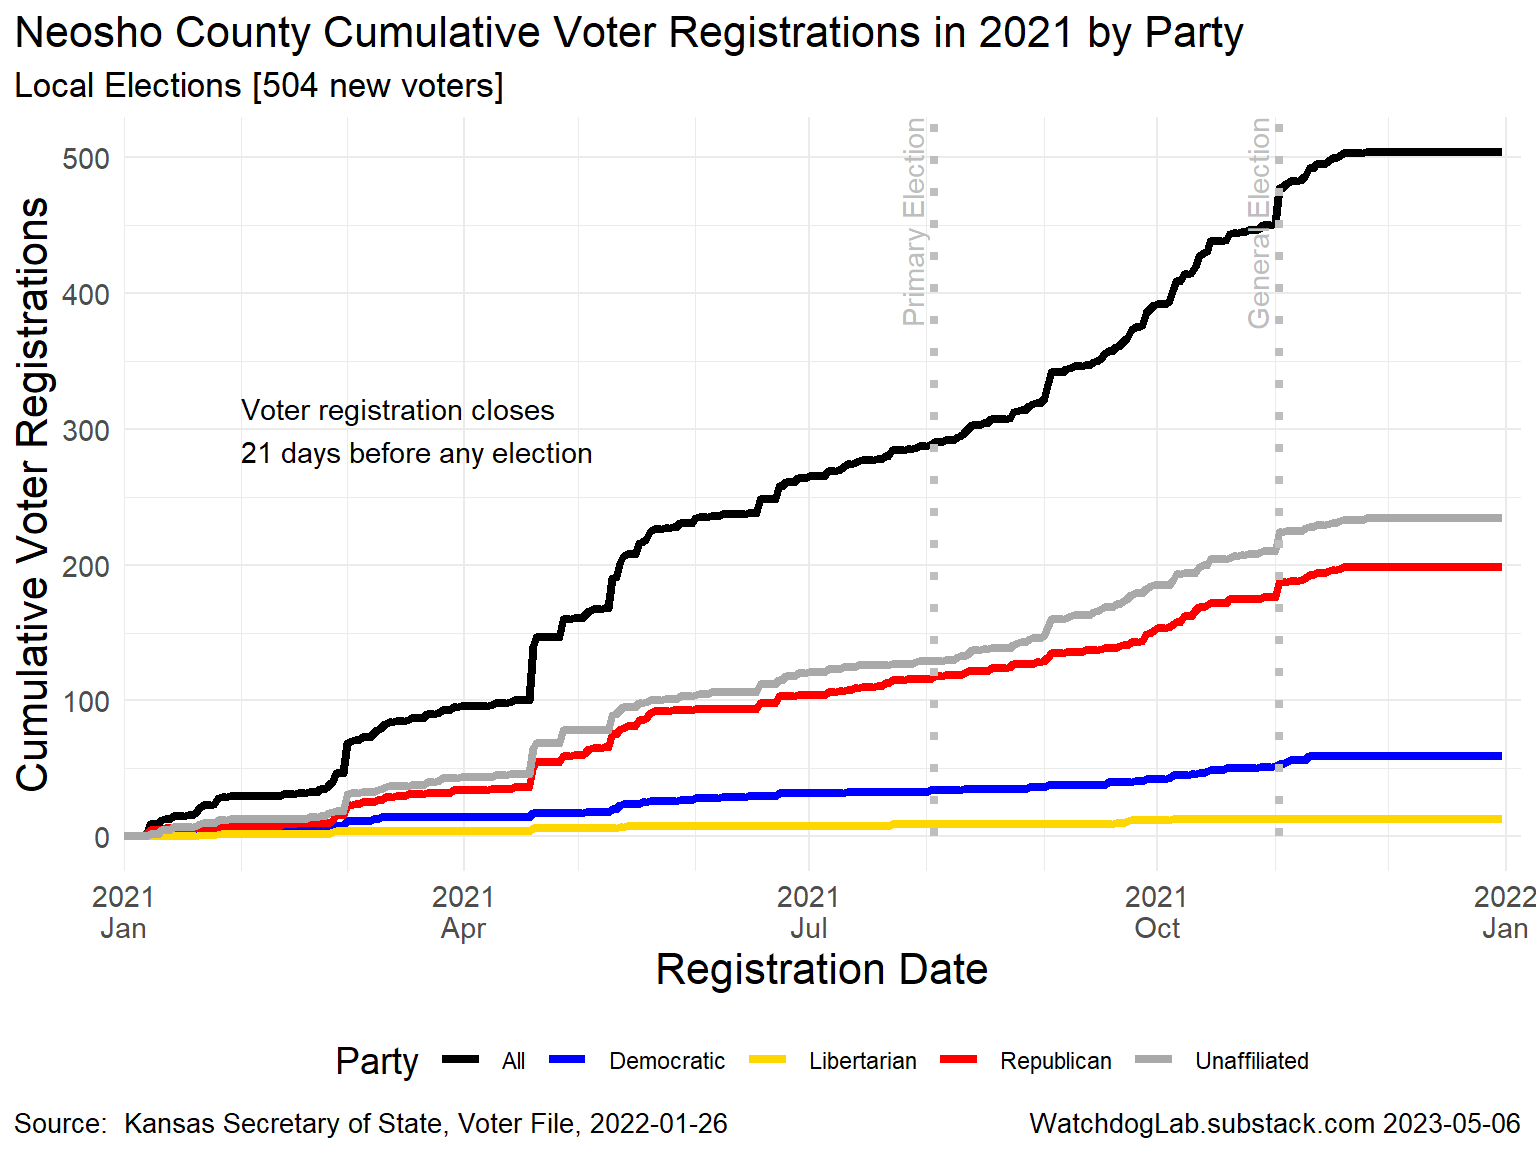 Neosho County Cumulative Voter Registrations in 2021 by Party
Local Elections [504 new voters]
Cumulative Voter Registrations
500
400
300
200
100
0
Primary Election
General Election
Voter registration closes
21 days before any election
2021
Jan
2021
Apr
2021
Jul
2021
Oct
2022
Jan
Registration Date
Party All Democratic Libertarian Republican Unaffiliated
Source:  Kansas Secretary of State, Voter File, 2022-01-26
WatchdogLab.substack.com 2023-05-06